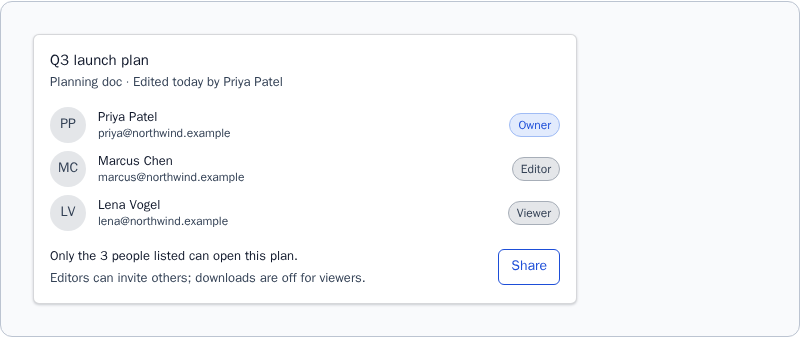 Q3 launch plan
Planning doc · Edited today by Priya Patel
PP
Priya Patel
priya@northwind.example
Owner
MC
Marcus Chen
marcus@northwind.example
Editor
LV
Lena Vogel
lena@northwind.example
Viewer
Only the 3 people listed can open this plan.
Editors can invite others; downloads are off for viewers.
Share